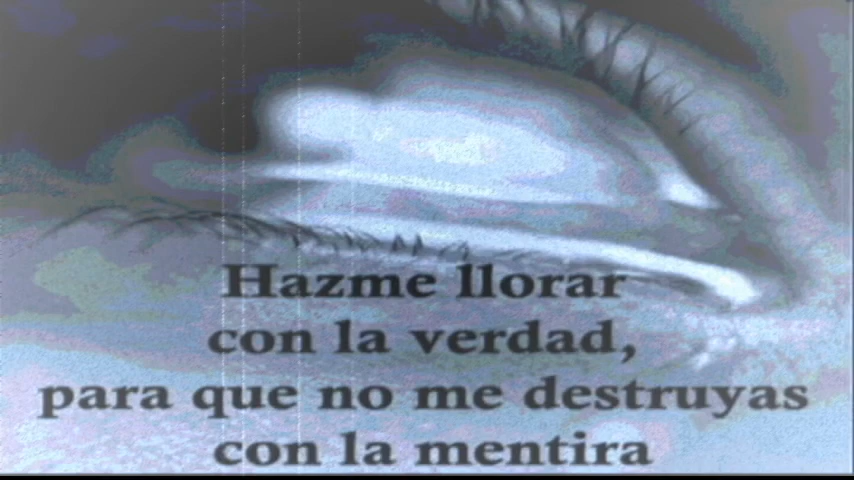 Hazme llorar
con la verdad,
para que no me destruyas
con la mentira